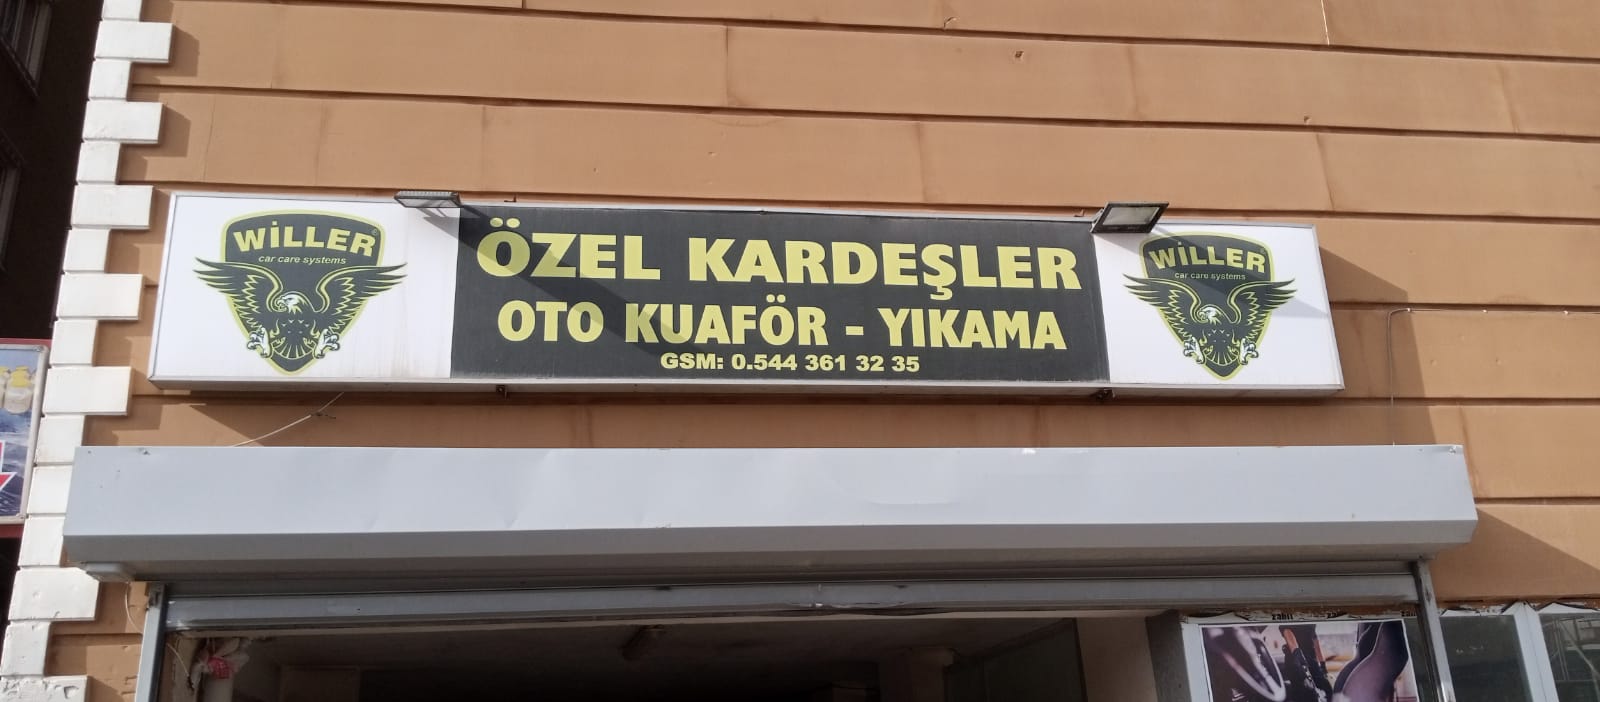 WİLLER
car care systems
ÖZEL KARDEŞLER
OTO KUAFÖR - YIKAMA
GSM: 0.544 361 32 35
WİLLER
car care systems